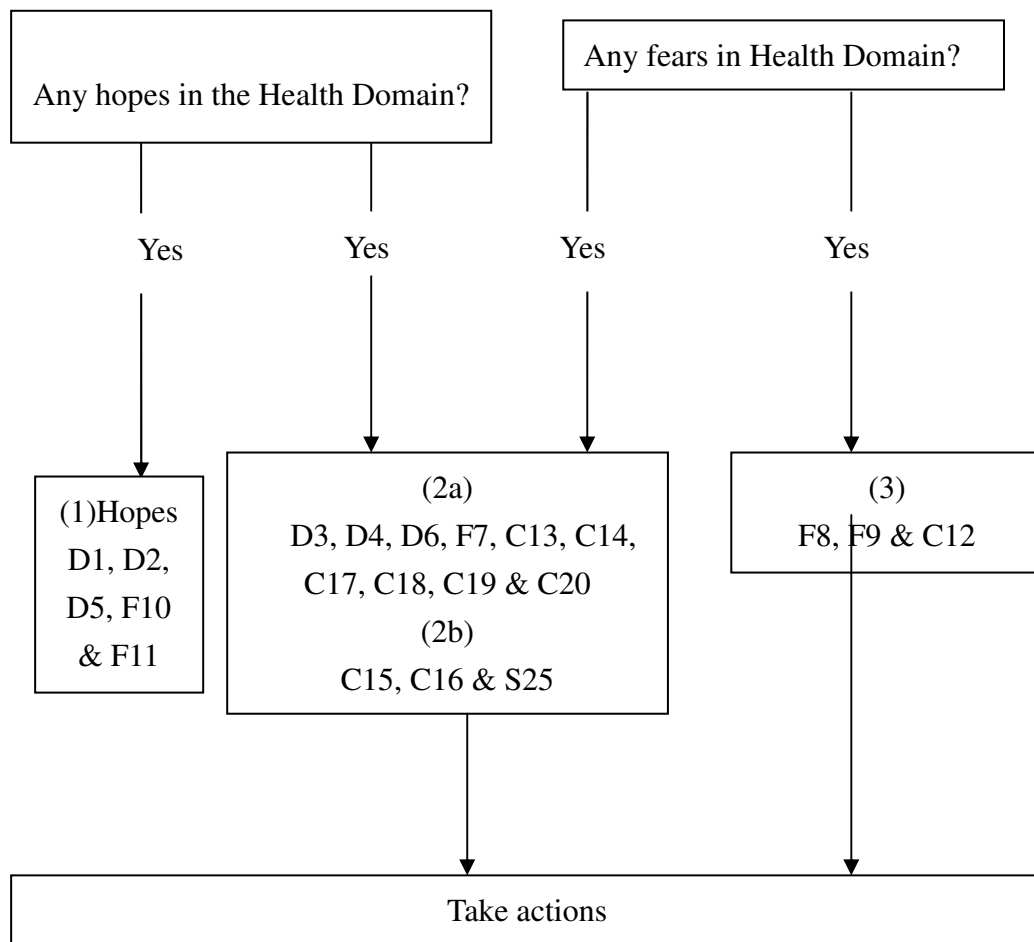 Any hopes in the Health Domain?
Any fears in Health Domain?
Yes
Yes
Yes
Yes
(1)Hopes
D1, D2,
D5, F10
& F11
(2a)
D3, D4, D6, F7, C13, C14,
C17, C18, C19 & C20
(2b)
C15, C16 & S25
(3)
F8, F9 & C12
Take actions